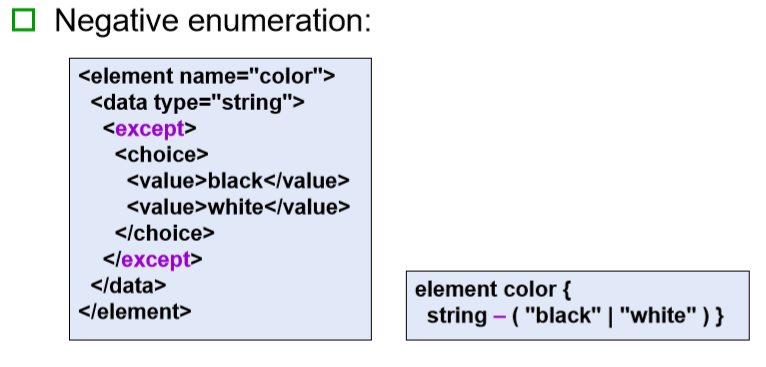 Negative enumeration:
<element name="color">
<data type="string">
<except>
<choice>
<value>black</value>
<value>white</value>
</choice>
</except>
</data>
</element>
element color {
string – ( "black" | "white" ) }